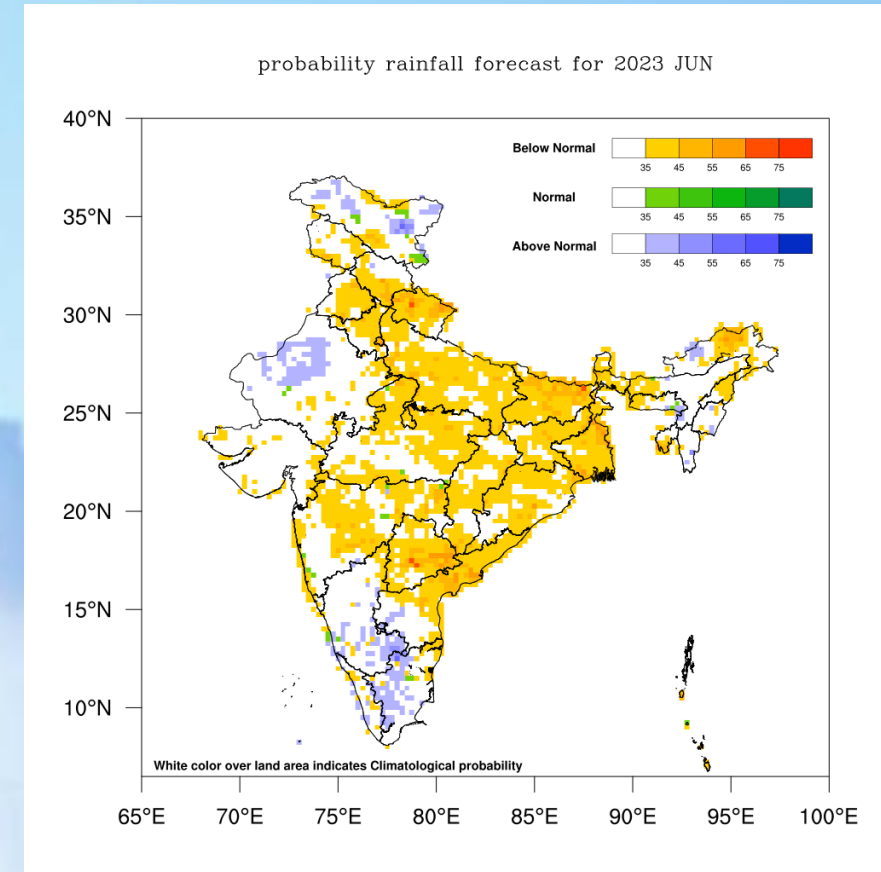 probability rainfall forecast for 2023 JUN
40°N
Below Normal
35 45 55 65 75
Normal
35 45 55 65 75
35°N
Above Normal
35 45 55 65 75
30°N
25°N
20°N
15°N
10°N
White color over land area indicates Climatological probability
65°E 70°E 75°E 80°E 85°E 90°E 95°E 100°E